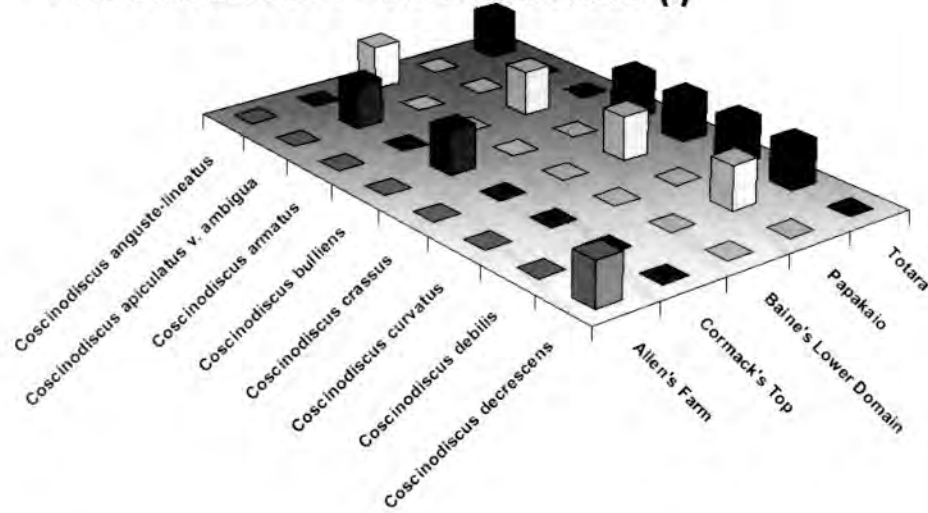 Coscinodiscus anguste-lineatus
Coscinodiscus apiculatus v. ambigua
Coscinodiscus armatus
Coscinodiscus bulliens
Coscinodiscus crassus
Coscinodiscus curvatus
Coscinodiscus debilis
Coscinodiscus decrescens
Allen's Farm
Cormack's Top
Baine's Lower Domain
Papakaio
Totara